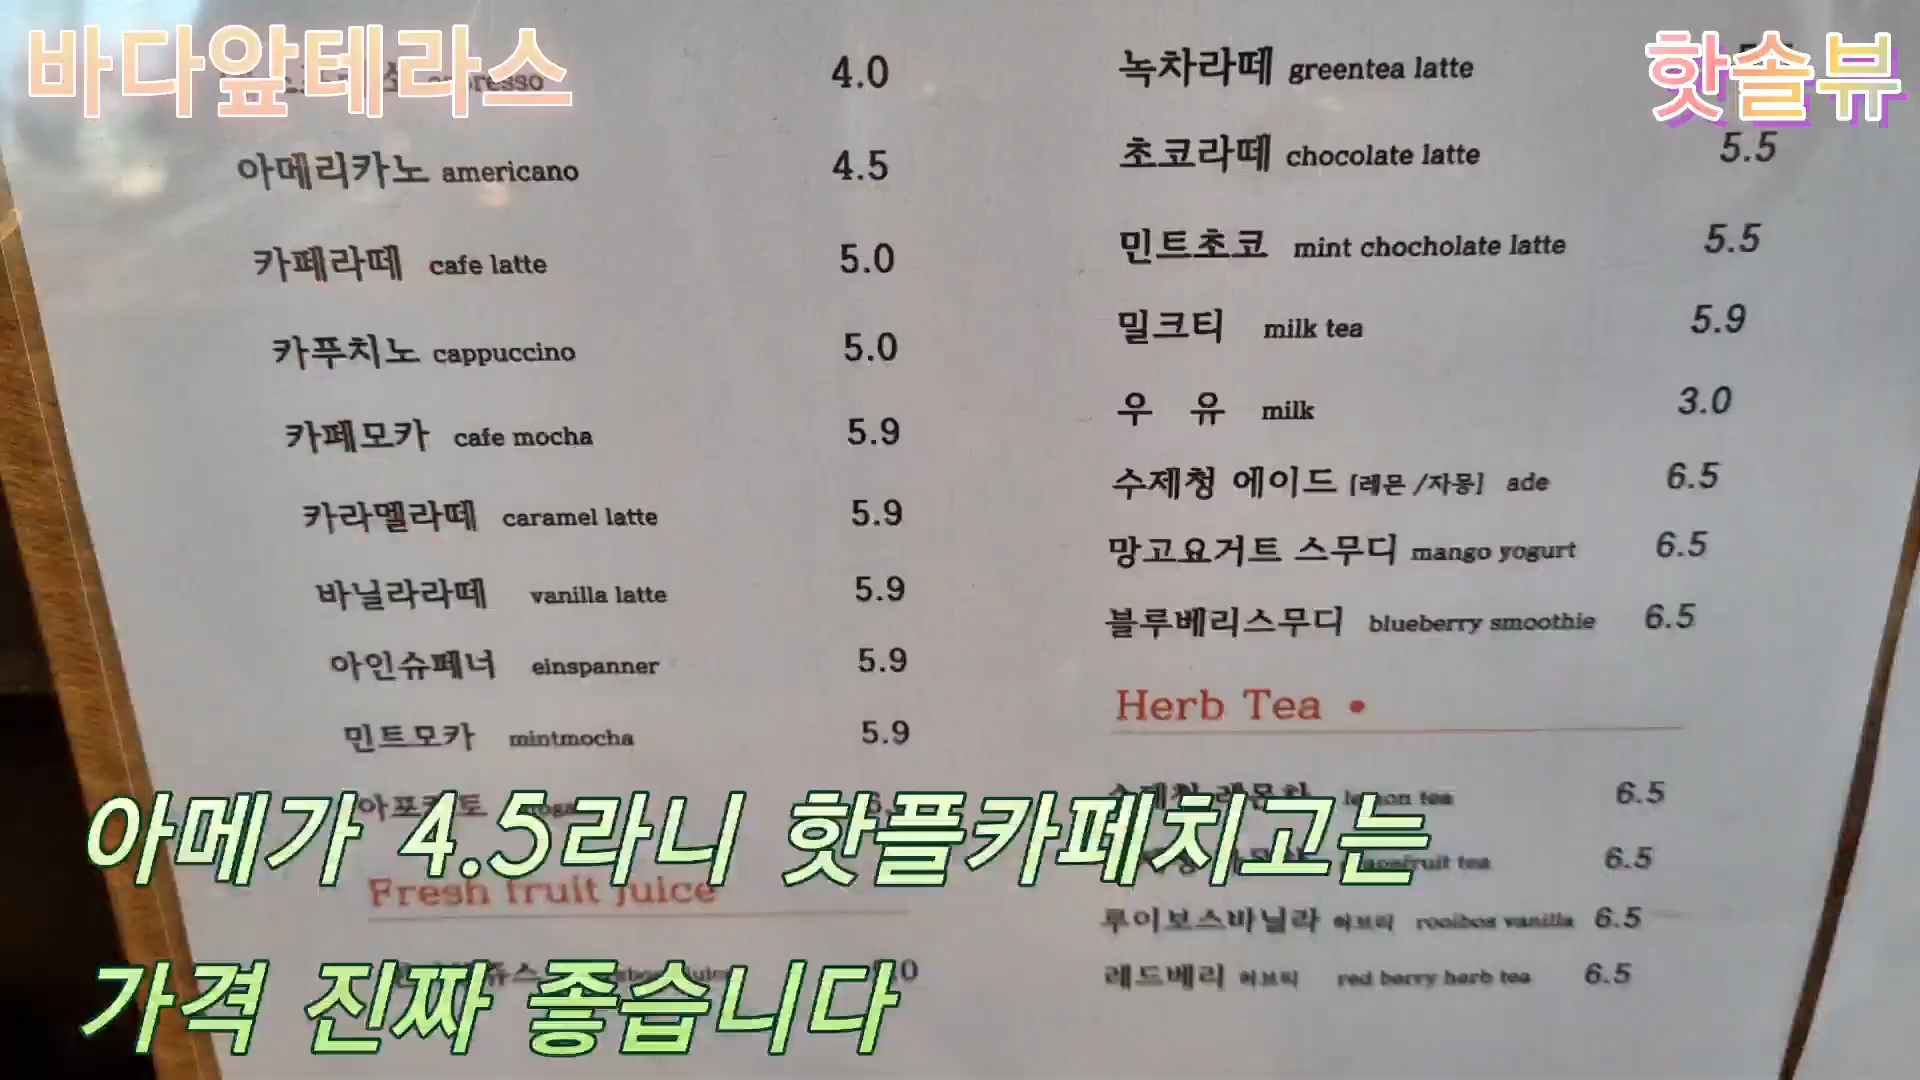 바다앞테라스
핫솔뷰
4.0
아메리카노 americano 4.5
카페라떼 cafe latte 5.0
카푸치노 cappuccino 5.0
카페모카 cafe mocha 5.9
카라멜라떼 caramel latte 5.9
바닐라라떼 vanilla latte 5.9
아인슈페너 einspanner 5.9
민트모카 mintmocha 5.9
Fresh fruit juice
녹차라떼 greentea latte
초코라떼 chocolate latte 5.5
민트초코 mint chocholate latte 5.5
밀크티 milk tea 5.9
우 유 milk 3.0
수제청 에이드 [레몬/자몽] ade 6.5
망고요거트 스무디 mango yogurt 6.5
블루베리스무디 blueberry smoothie 6.5
Herb Tea •
lemon tea 6.5
tea 6.5
루이보스바닐라 허브티 rooibos vanilla 6.5
레드베리 허브티 red berry herb tea 6.5
아메가 4.5라니 핫플카페치고는
가격 진짜 좋습니다